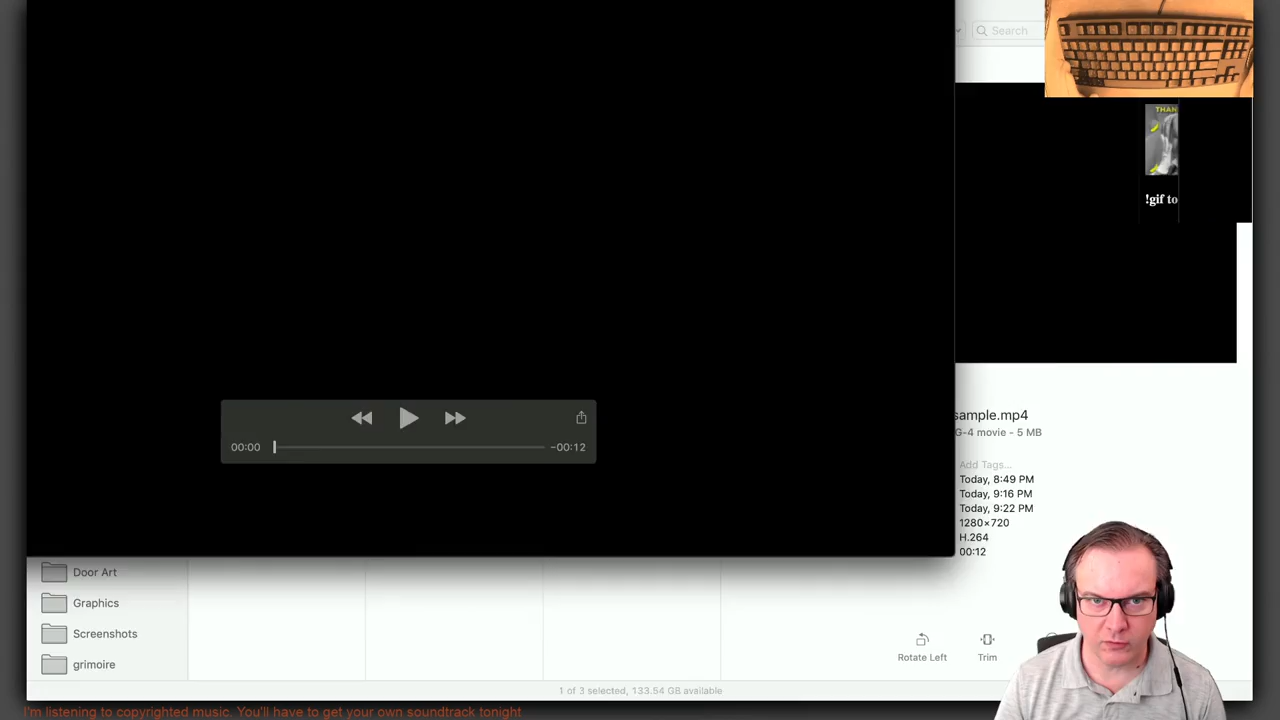 Search
THAN
!gif to
00:00
−00:12
sample.mp4
G-4 movie - 5 MB
Add Tags...
Today, 8:49 PM
Today, 9:16 PM
Today, 9:22 PM
1280×720
H.264
00:12
Door Art
Graphics
Screenshots
grimoire
Rotate Left
Trim
1 of 3 selected, 133.54 GB available
I'm listening to copyrighted music. You'll have to get your own soundtrack tonight